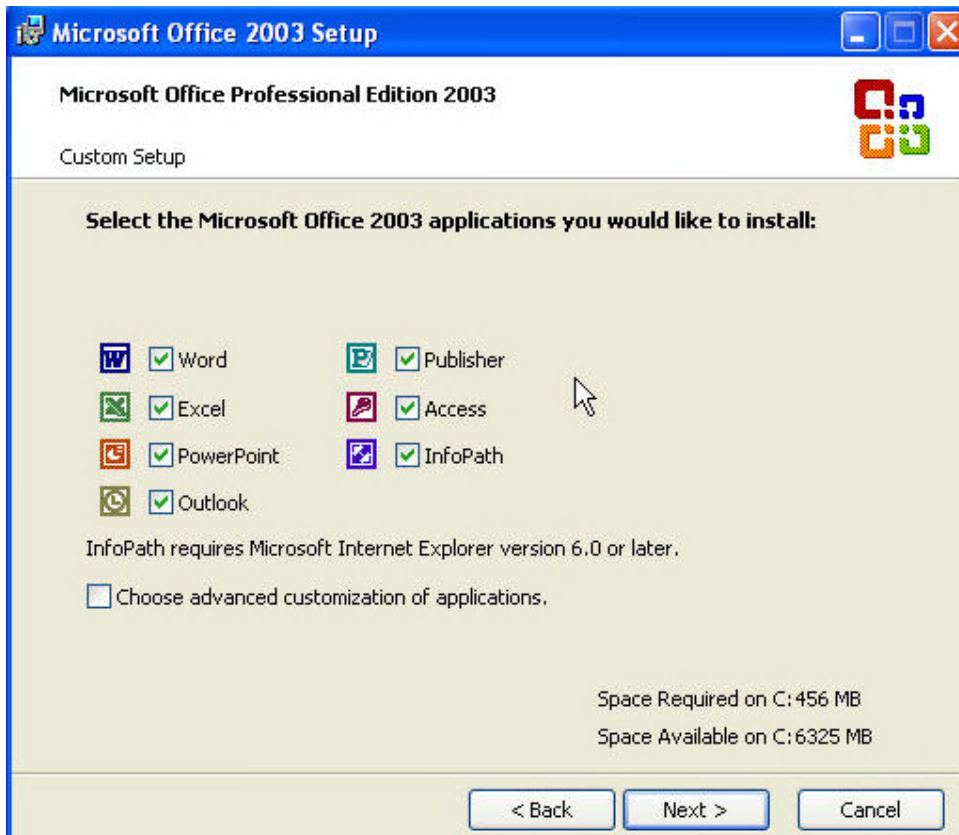 Microsoft Office 2003 Setup
Microsoft Office Professional Edition 2003
Custom Setup
Select the Microsoft Office 2003 applications you would like to install:
Word
Publisher
Excel
Access
PowerPoint
InfoPath
Outlook
InfoPath requires Microsoft Internet Explorer version 6.0 or later.
Choose advanced customization of applications.
Space Required on C: 456 MB
Space Available on C: 6325 MB
< Back
Next >
Cancel